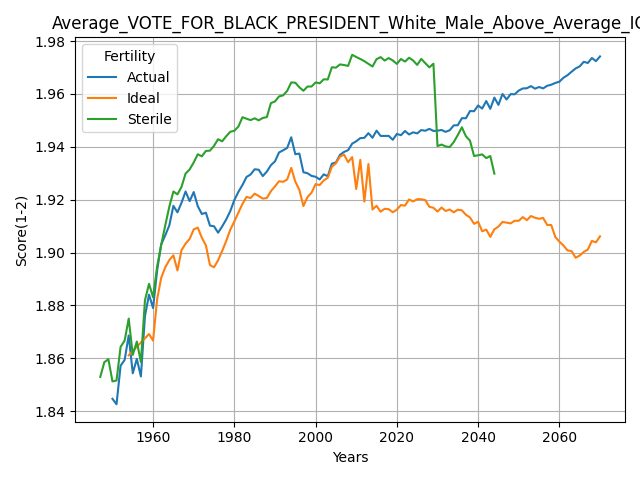 Average_VOTE_FOR_BLACK_PRESIDENT_White_Male_Above_Average_IQ
Fertility
Actual
Ideal
Sterile
Score(1-2)
1.98
1.96
1.94
1.92
1.90
1.88
1.86
1.84
1960
1980
2000
2020
2040
2060
Years